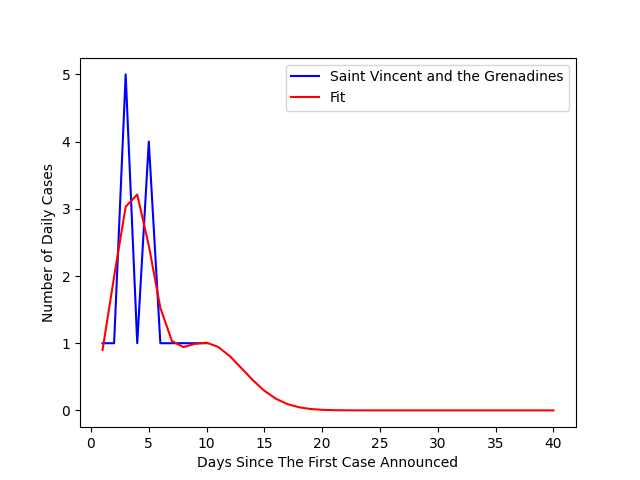 Saint Vincent and the Grenadines
Fit
Number of Daily Cases
5
4
3
2
1
0
0 5 10 15 20 25 30 35 40
Days Since The First Case Announced